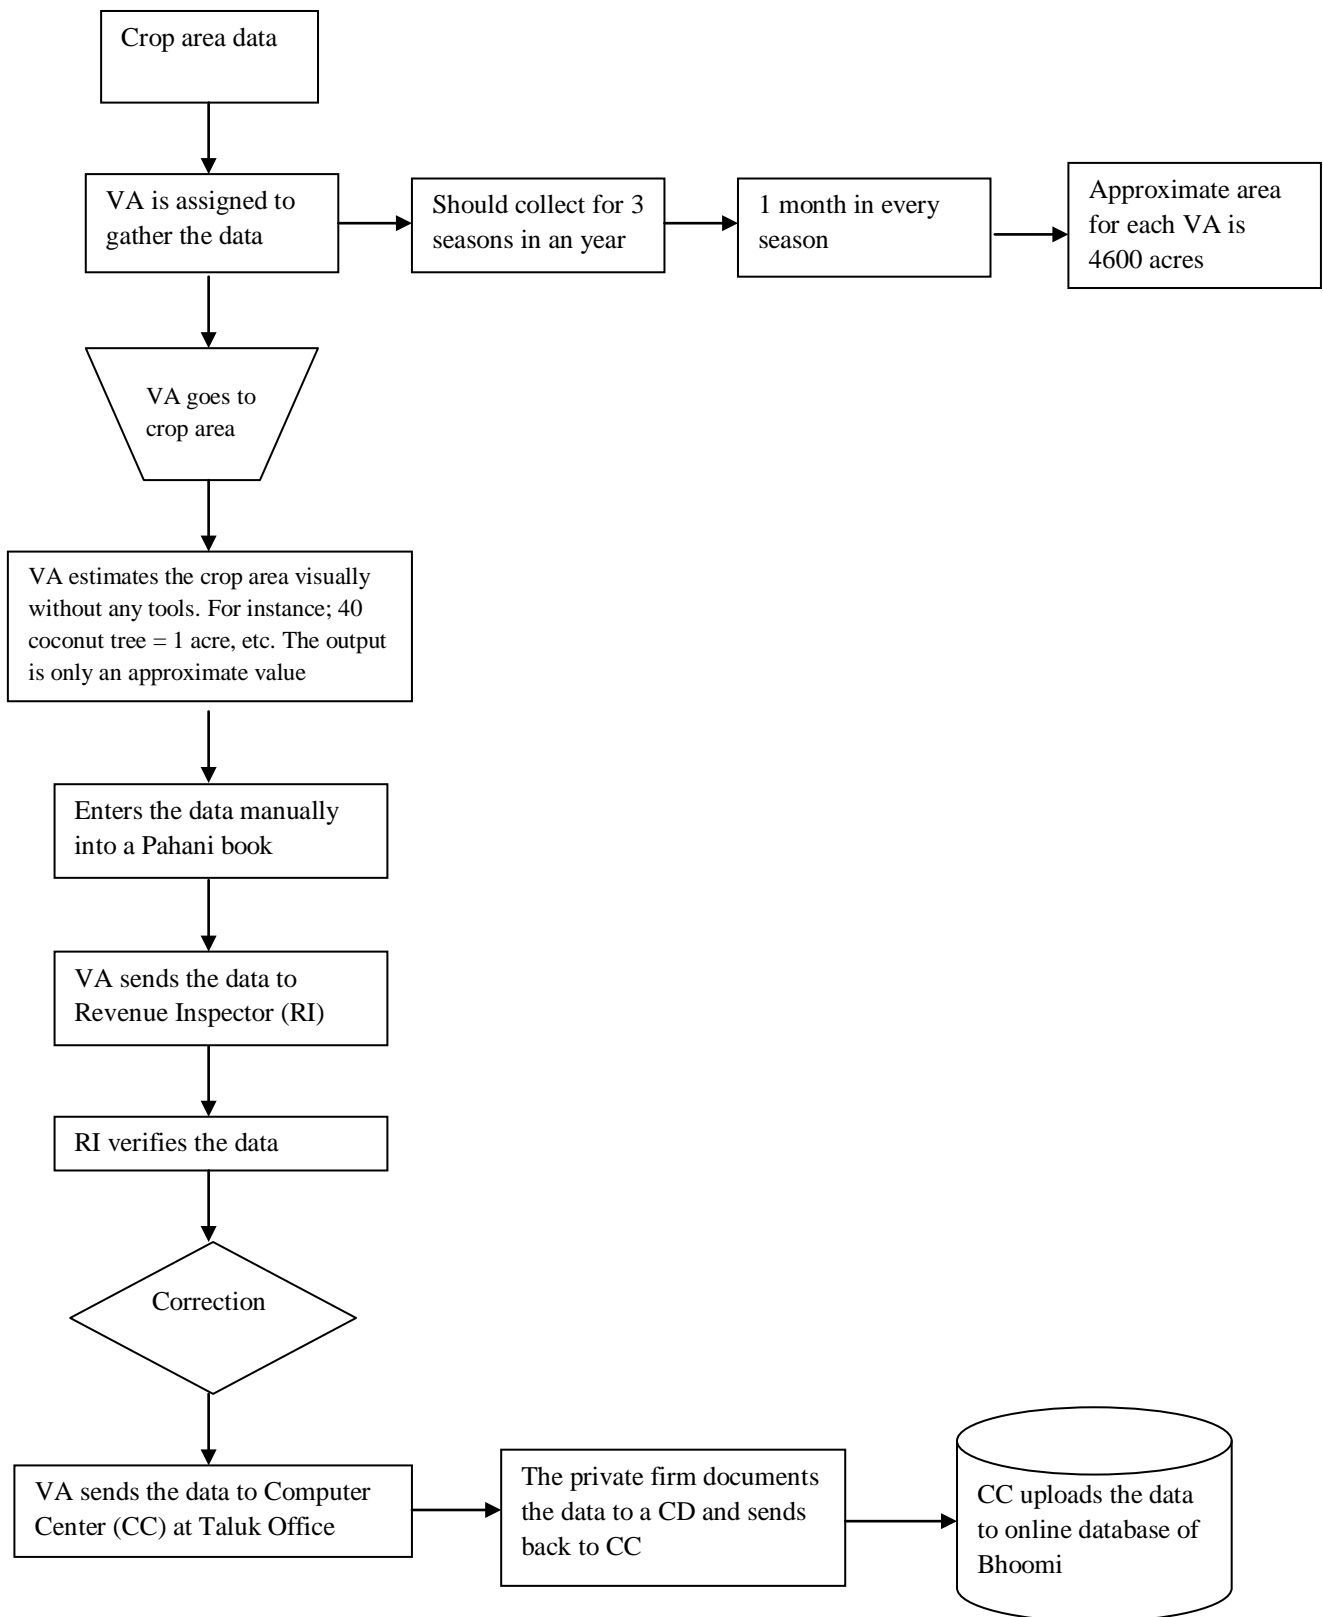 Crop area data
VA is assigned to
gather the data
Should collect for 3
seasons in an year
1 month in every
season
Approximate area
for each VA is
4600 acres
VA goes to
crop area
VA estimates the crop area visually
without any tools. For instance; 40
coconut tree = 1 acre, etc. The output
is only an approximate value
Enters the data manually
into a Pahani book
VA sends the data to
Revenue Inspector (RI)
RI verifies the data
Correction
VA sends the data to Computer
Center (CC) at Taluk Office
The private firm documents
the data to a CD and sends
back to CC
CC uploads the data
to online database of
Bhoomi